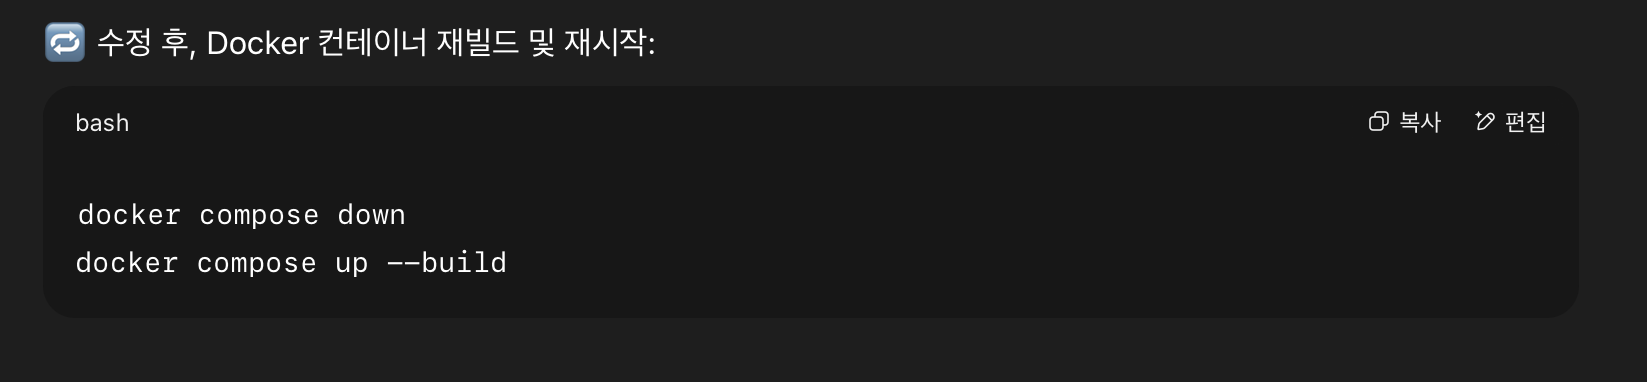 🔁 수정 후, Docker 컨테이너 재빌드 및 재시작:
bash
복사 편집
docker compose down
docker compose up --build